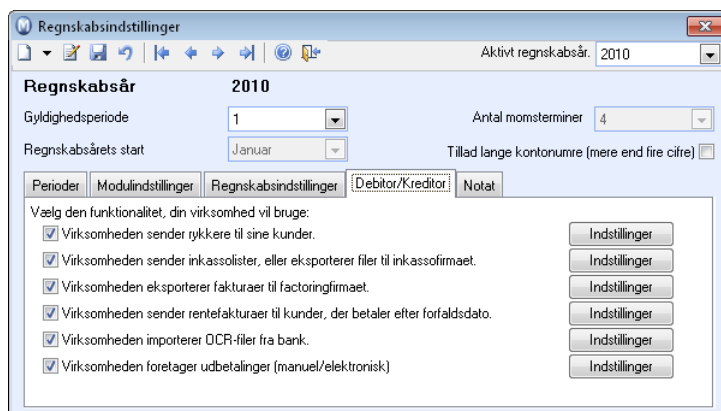 Regnskabsindstillinger
Aktivt regnskabsår. 2010
Regnskabsår 2010
Gyldighedsperiode 1 Antal momsterminer 4
Regnskabsårets start Januar Tillad lange kontonumre (mere end fire cifre)
Perioder Modulindstillinger Regnskabsindstillinger Debitor/Kreditor Notat
Vælg den funktionalitet, din virksomhed vil bruge:
Virksomheden sender rykkere til sine kunder. Indstillinger
Virksomheden sender inkassolister, eller eksporterer filer til inkassofirmaet. Indstillinger
Virksomheden eksporterer fakturaer til factoringfirmaet. Indstillinger
Virksomheden sender rentefakturaer til kunder, der betaler efter forfaldsdato. Indstillinger
Virksomheden importerer OCR-filer fra bank. Indstillinger
Virksomheden foretager udbetalinger (manuel/elektronisk) Indstillinger